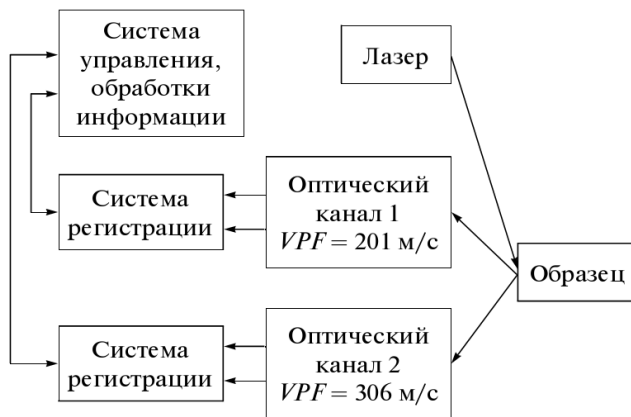 Система
управления,
обработки
информации
Лазер
Система
регистрации
Оптический
канал 1
VPF = 201 м/с
Образец
Система
регистрации
Оптический
канал 2
VPF = 306 м/с